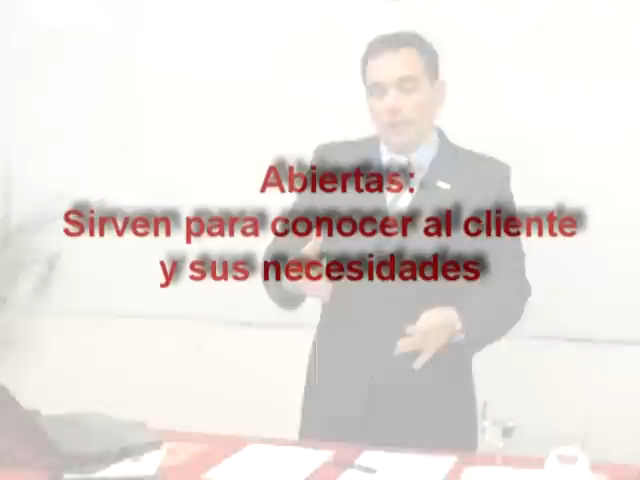 Abiertas:
Sirven para conocer al cliente
y sus necesidades